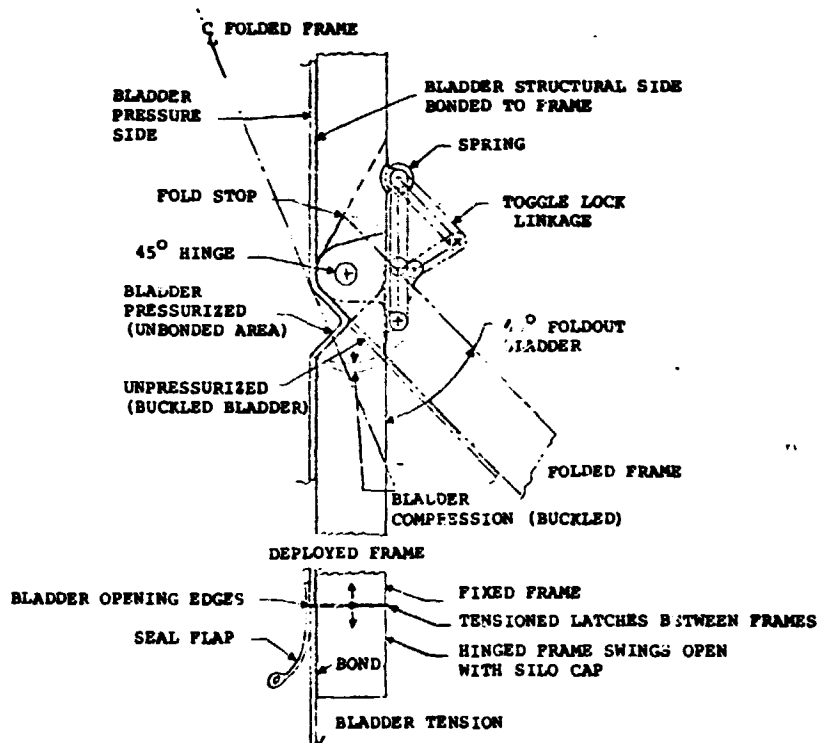 ℄ FOLDED FRAME
BLADDER STRUCTURAL SIDE
BONDED TO FRAME
BLADDER
PRESSURE
SIDE
SPRING
FOLD STOP
TOGGLE LOCK
LINKAGE
45° HINGE
BLADDER
PRESSURIZED
(UNBONDED AREA)
FOLDOUT
BLADDER
UNPRESSURIZED
(BUCKLED BLADDER)
FOLDED FRAME
BLADDER
COMPRESSION (BUCKLED)
DEPLOYED FRAME
BLADDER OPENING EDGES
FIXED FRAME
TENSIONED LATCHES BETWEEN FRAMES
SEAL FLAP
HINGED FRAME SWINGS OPEN
WITH SILO CAP
BOND
BLADDER TENSION